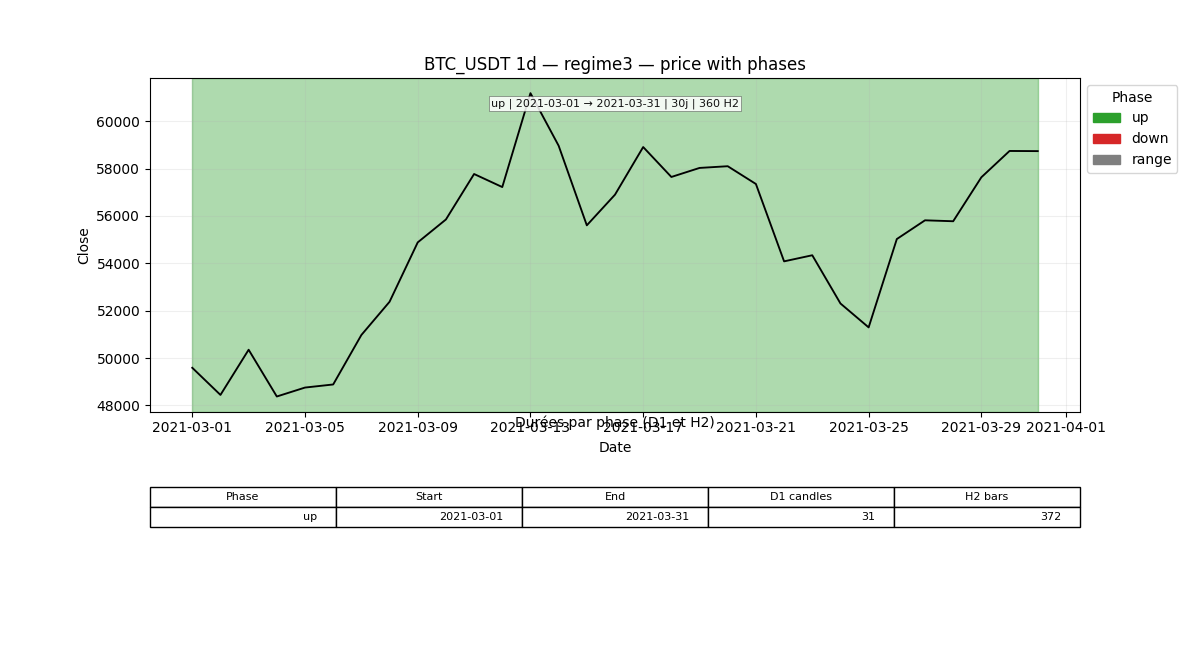 BTC_USDT 1d — regime3 — price with phases
up | 2021-03-01 → 2021-03-31 | 30j | 360 H2
Phase
up
down
range
Close
60000
58000
56000
54000
52000
50000
48000
2021-03-01 2021-03-05 2021-03-09 2021-03-13 2021-03-17 2021-03-21 2021-03-25 2021-03-29 2021-04-01
Durées par phase (D1 et H2)
Date
Phase Start End D1 candles H2 bars
up 2021-03-01 2021-03-31 31 372